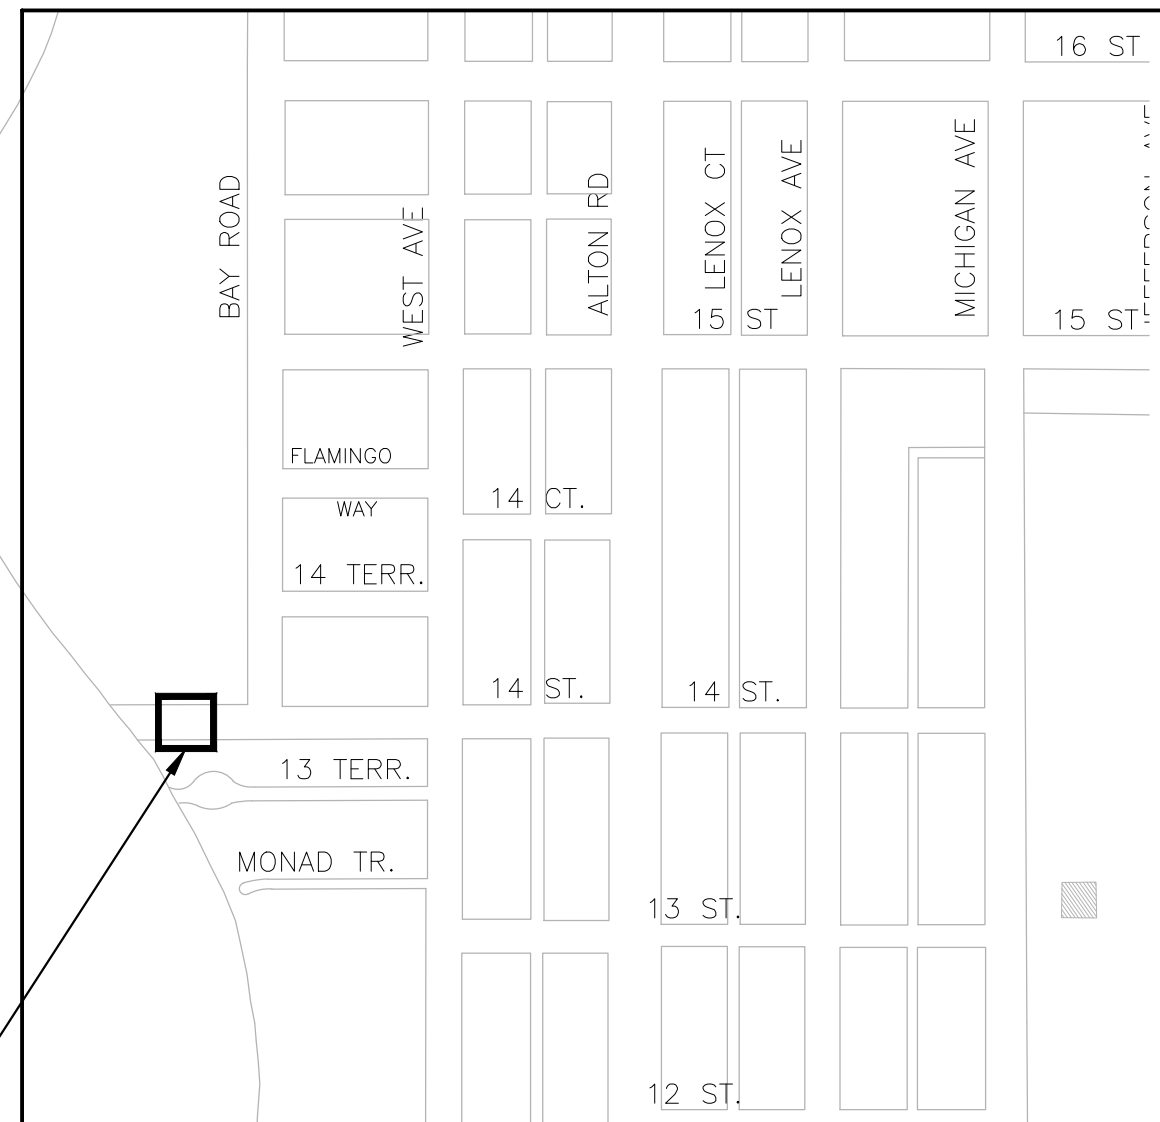 16 ST
BAY ROAD
WEST AVE
ALTON RD
LENOX CT
LENOX AVE
MICHIGAN AVE
15 ST
15 ST
FLAMINGO
WAY
14 CT.
14 TERR.
14 ST.
14 ST.
13 TERR.
MONAD TR.
13 ST.
12 ST.